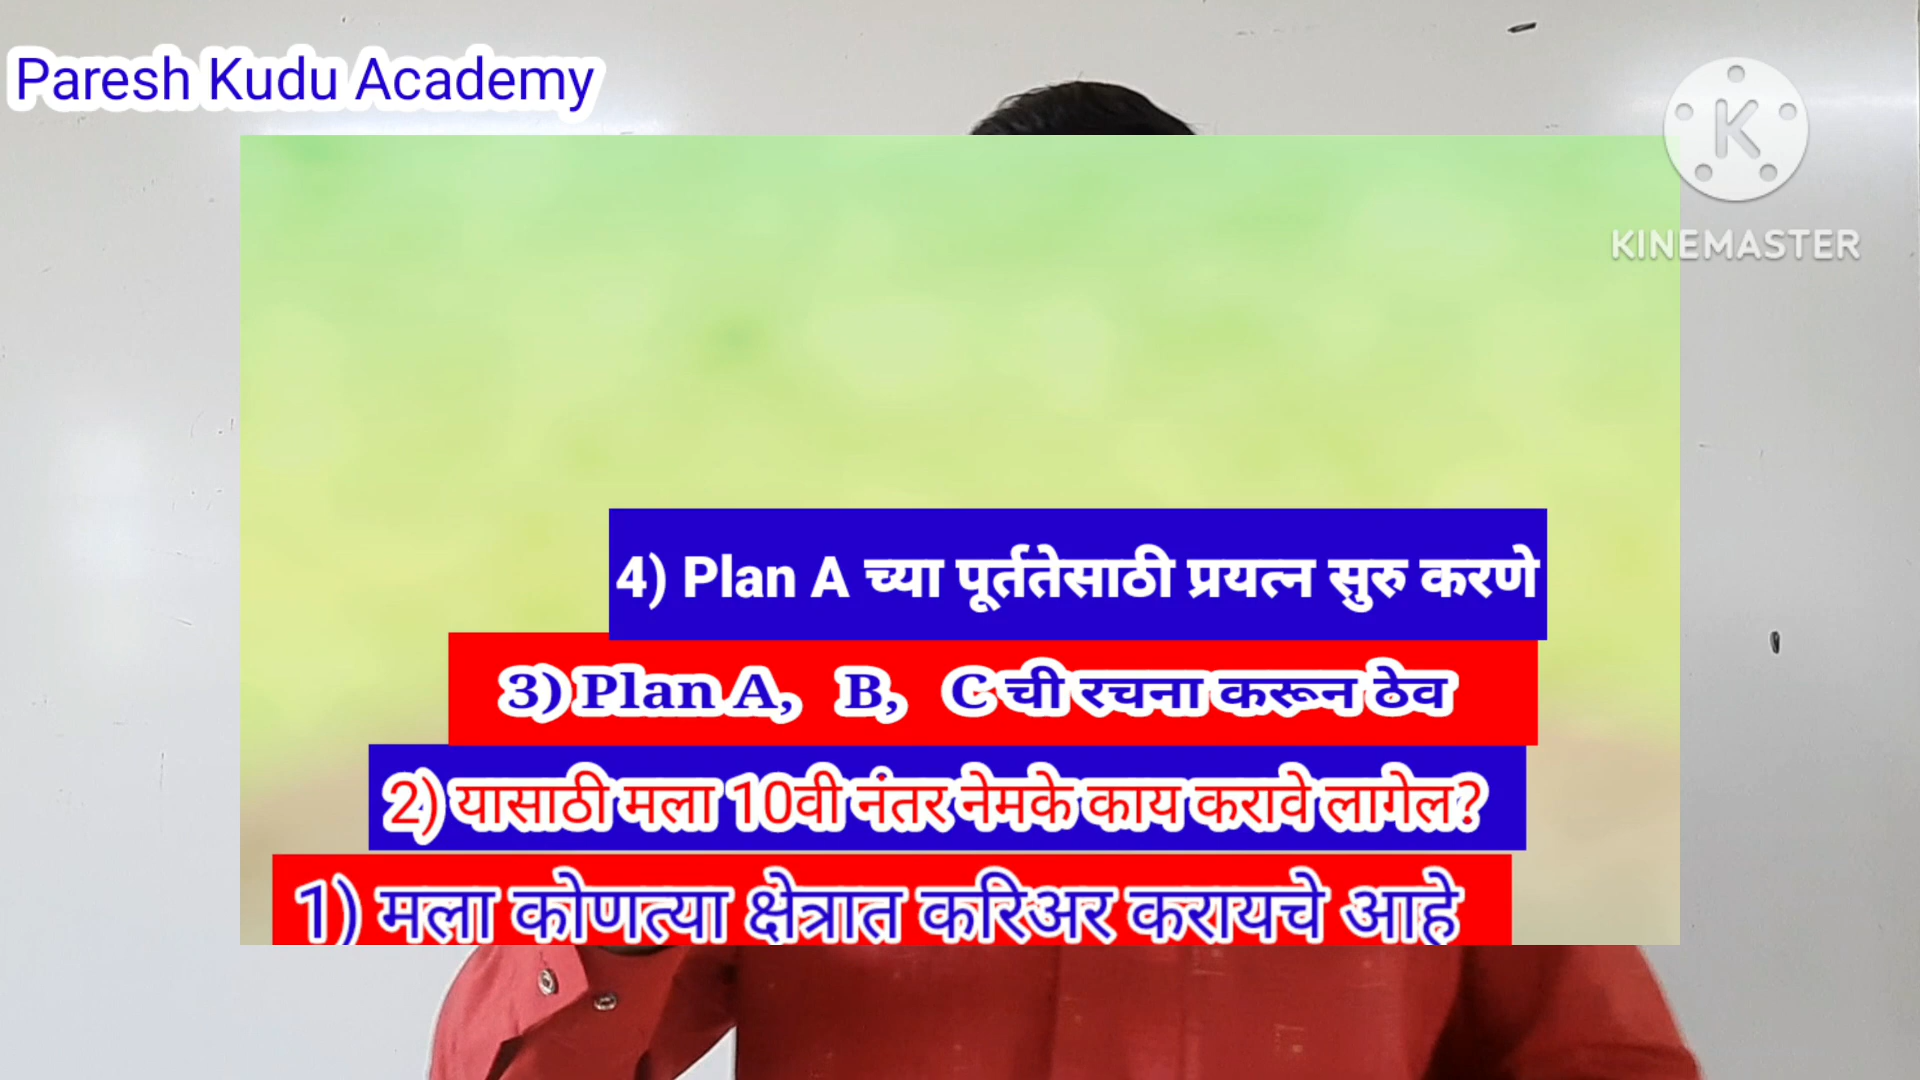 Paresh Kudu Academy
KINEMASTER
4) Plan A च्या पूर्ततेसाठी प्रयत्न सुरु करणे
3) Plan A, B, C ची रचना करून ठेव
2) यासाठी मला 10वी नंतर नेमके काय करावे लागेल?
1) मला कोणत्या क्षेत्रात करिअर करायचे आहे